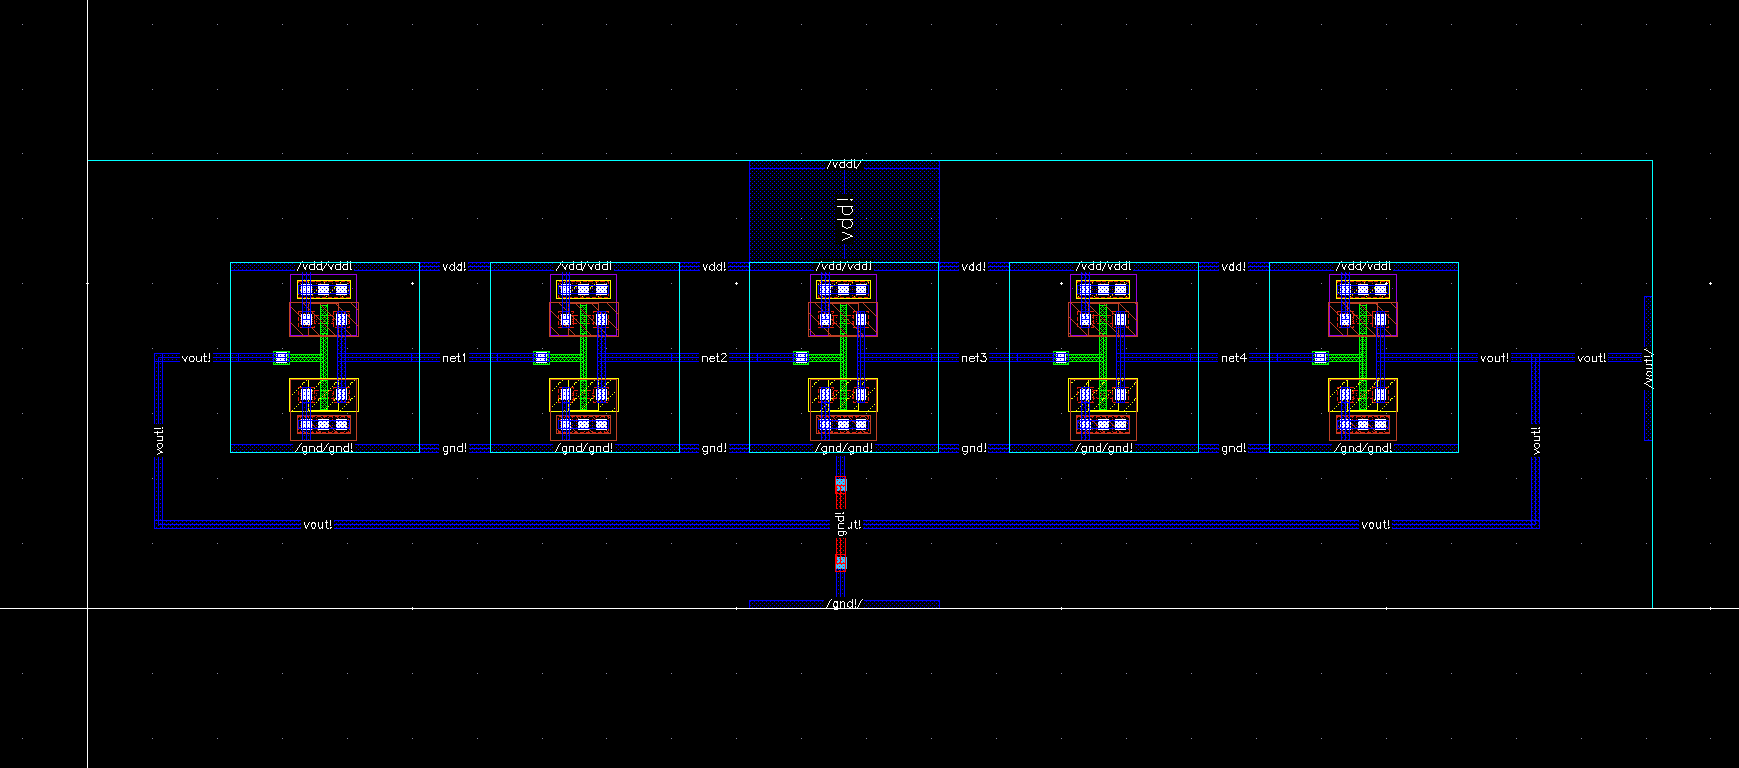 /vdd!/
vdd!
/vdd/vdd! vdd! /vdd/vdd! vdd! /vdd/vdd! vdd! /vdd/vdd! vdd! /vdd/vdd!
vout! net1 net2 net3 net4 vout! vout! /vout!/
vout! vout!
/gnd/gnd! gnd! /gnd/gnd! gnd! /gnd/gnd! gnd! /gnd/gnd! gnd! /gnd/gnd!
vout! gnd! ut! vout!
/gnd!/